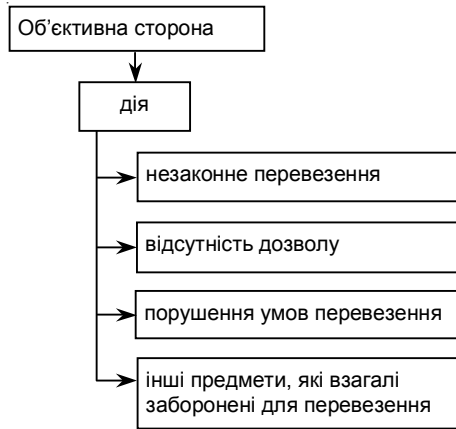 Об’єктивна сторона
дія
незаконне перевезення
відсутність дозволу
порушення умов перевезення
інші предмети, які взагалі
заборонені для перевезення